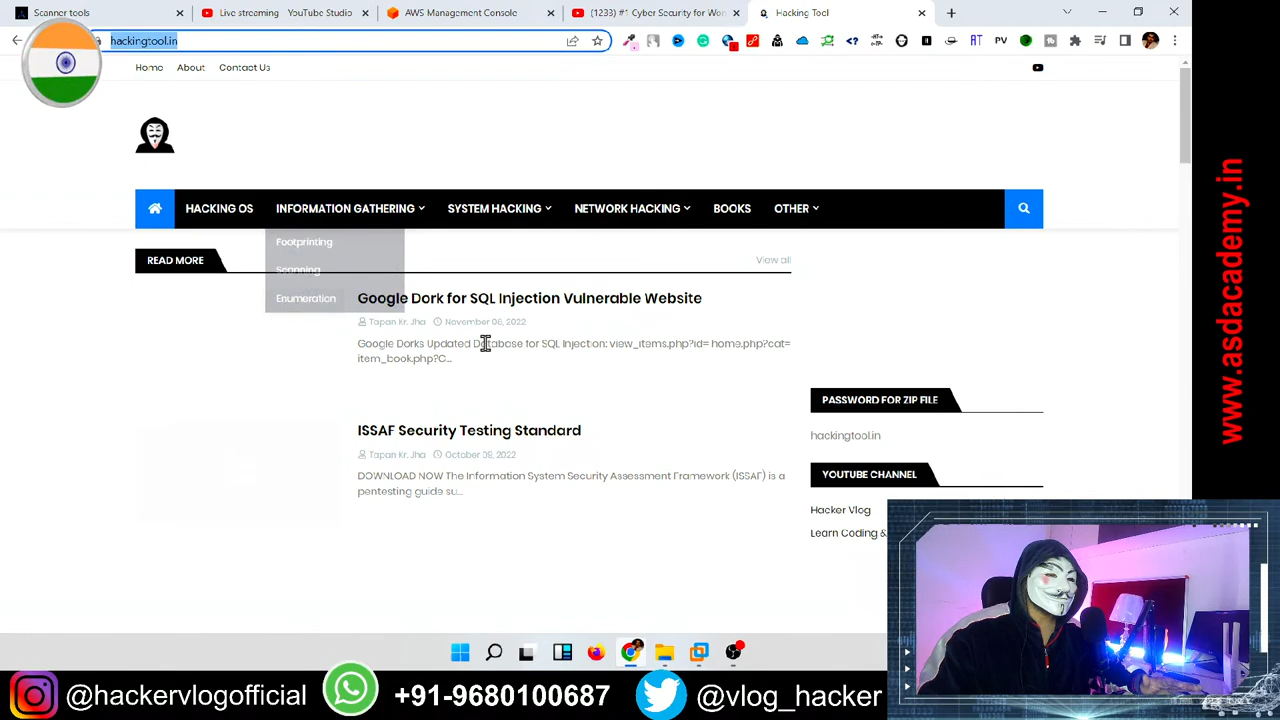 Scanner tools
Live streaming - YouTube Studio
AWS Management Console
(1233) #1 Cyber Security for We
Hacking Tool
hackingtool.in
PV
Home
About
Contact Us
HACKING OS
INFORMATION GATHERING
SYSTEM HACKING
NETWORK HACKING
BOOKS
OTHER
Footprinting
Scanning
Enumeration
READ MORE
View all
Google Dork for SQL Injection Vulnerable Website
Tapan Kr. Jha
November 06, 2022
Google Dorks Updated Database for SQL Injection: view_items.php?id= home.php?cat=
item_book.php?C...
ISSAF Security Testing Standard
Tapan Kr. Jha
October 09, 2022
DOWNLOAD NOW The Information System Security Assessment Framework (ISSAF) is a
pentesting guide su...
PASSWORD FOR ZIP FILE
hackingtool.in
YOUTUBE CHANNEL
Hacker Vlog
Learn Coding &
www.asdacademy.in
@hackervlogofficial
+91-9680100687
@vlog_hacker